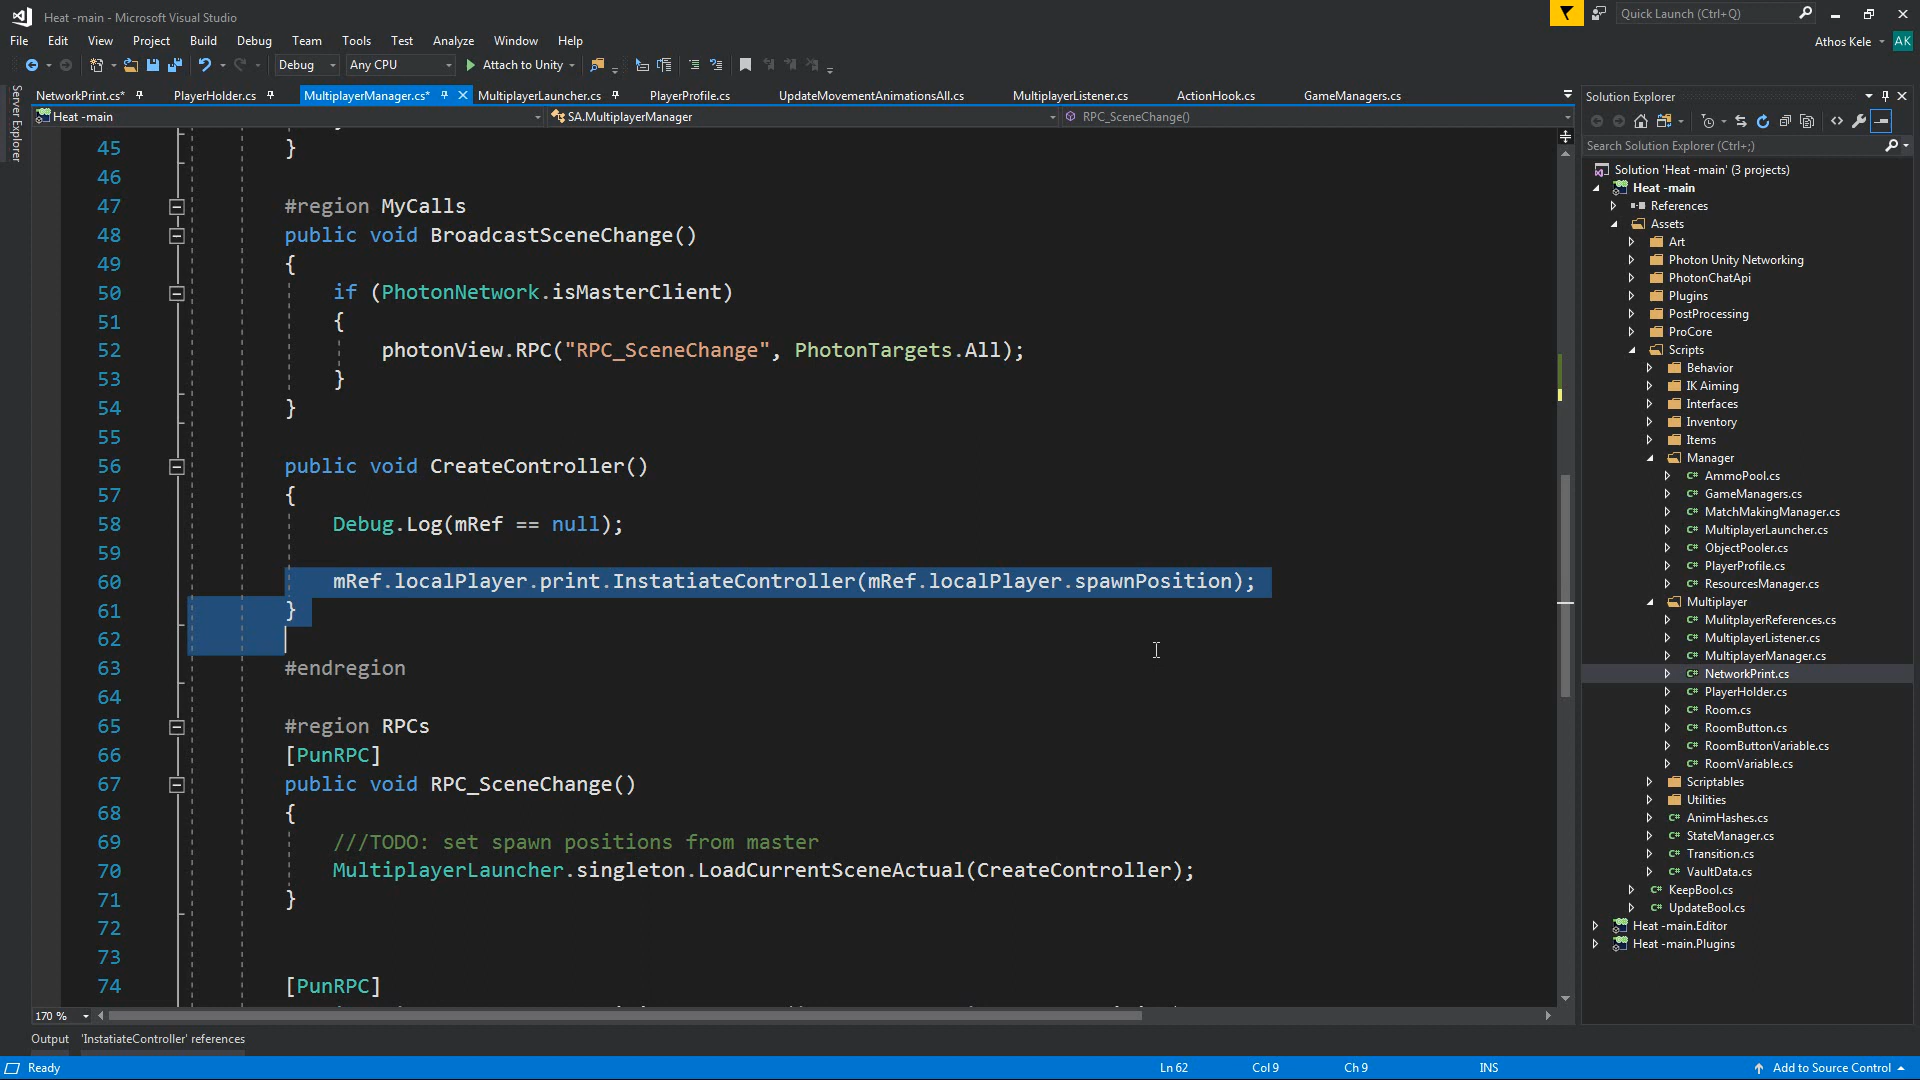 Heat -main - Microsoft Visual Studio
Quick Launch (Ctrl+Q)
File Edit View Project Build Debug Team Tools Test Analyze Window Help
Athos Kele AK
Debug Any CPU Attach to Unity
Server Explorer
NetworkPrint.cs* PlayerHolder.cs MultiplayerManager.cs* MultiplayerLauncher.cs PlayerProfile.cs UpdateMovementAnimationsAll.cs MultiplayerListener.cs ActionHook.cs GameManagers.cs
Heat -main SA.MultiplayerManager RPC_SceneChange()
45 }
46
47 #region MyCalls
48 public void BroadcastSceneChange()
49 {
50 if (PhotonNetwork.isMasterClient)
51 {
52 photonView.RPC("RPC_SceneChange", PhotonTargets.All);
53 }
54 }
55
56 public void CreateController()
57 {
58 Debug.Log(mRef == null);
59
60 mRef.localPlayer.print.InstatiateController(mRef.localPlayer.spawnPosition);
61 }
62
63 #endregion
64
65 #region RPCs
66 [PunRPC]
67 public void RPC_SceneChange()
68 {
69 ///TODO: set spawn positions from master
70 MultiplayerLauncher.singleton.LoadCurrentSceneActual(CreateController);
71 }
72
73
74 [PunRPC]
170 %
Output 'InstatiateController' references
Ready
Ln 62 Col 9 Ch 9 INS
Add to Source Control
Solution Explorer
Search Solution Explorer (Ctrl+;)
Solution 'Heat -main' (3 projects)
Heat -main
References
Assets
Art
Photon Unity Networking
PhotonChatApi
Plugins
PostProcessing
ProCore
Scripts
Behavior
IK Aiming
Interfaces
Inventory
Items
Manager
C# AmmoPool.cs
C# GameManagers.cs
C# MatchMakingManager.cs
C# MultiplayerLauncher.cs
C# ObjectPooler.cs
C# PlayerProfile.cs
C# ResourcesManager.cs
Multiplayer
C# MulitplayerReferences.cs
C# MultiplayerListener.cs
C# MultiplayerManager.cs
C# NetworkPrint.cs
C# PlayerHolder.cs
C# Room.cs
C# RoomButton.cs
C# RoomButtonVariable.cs
C# RoomVariable.cs
Scriptables
Utilities
C# AnimHashes.cs
C# StateManager.cs
C# Transition.cs
C# VaultData.cs
C# KeepBool.cs
C# UpdateBool.cs
Heat -main.Editor
Heat -main.Plugins